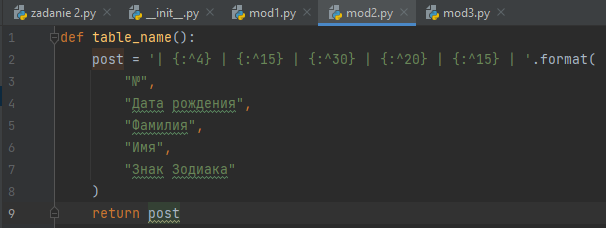 zadanie 2.py × __init__.py × mod1.py × mod2.py × mod3.py ×
1 def table_name():
2 post = '| {:^4} | {:^15} | {:^30} | {:^20} | {:^15} | '.format(
3 "№",
4 "Дата рождения",
5 "Фамилия",
6 "Имя",
7 "Знак Зодиака"
8 )
9 return post